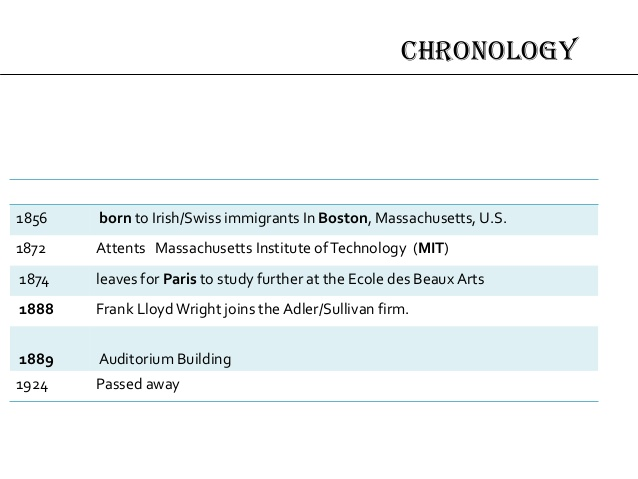 CHRONOLOGY
1856 born to Irish/Swiss immigrants In Boston, Massachusetts, U.S.
1872 Attents Massachusetts Institute of Technology (MIT)
1874 leaves for Paris to study further at the Ecole des Beaux Arts
1888 Frank Lloyd Wright joins the Adler/Sullivan firm.
1889 Auditorium Building
1924 Passed away